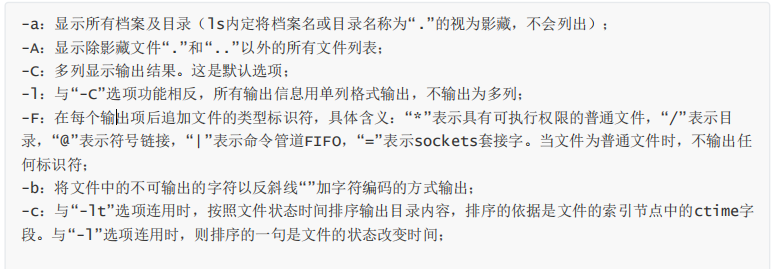 -a：显示所有档案及目录（ls内定将档案名或目录名称为“.”的视为影藏，不会列出）；
-A：显示除影藏文件“.”和“..”以外的所有文件列表；
-C：多列显示输出结果。这是默认选项；
-l：与“-C”选项功能相反，所有输出信息用单列格式输出，不输出为多列；
-F：在每个输出项后追加文件的类型标识符，具体含义：“*”表示具有可执行权限的普通文件，“/”表示目
录，“@”表示符号链接，“|”表示命令管道FIFO，“=”表示sockets套接字。当文件为普通文件时，不输出任
何标识符；
-b：将文件中的不可输出的字符以反斜线“”加字符编码的方式输出；
-c：与“-lt”选项连用时，按照文件状态时间排序输出目录内容，排序的依据是文件的索引节点中的ctime字
段。与“-l”选项连用时，则排序的一句是文件的状态改变时间；